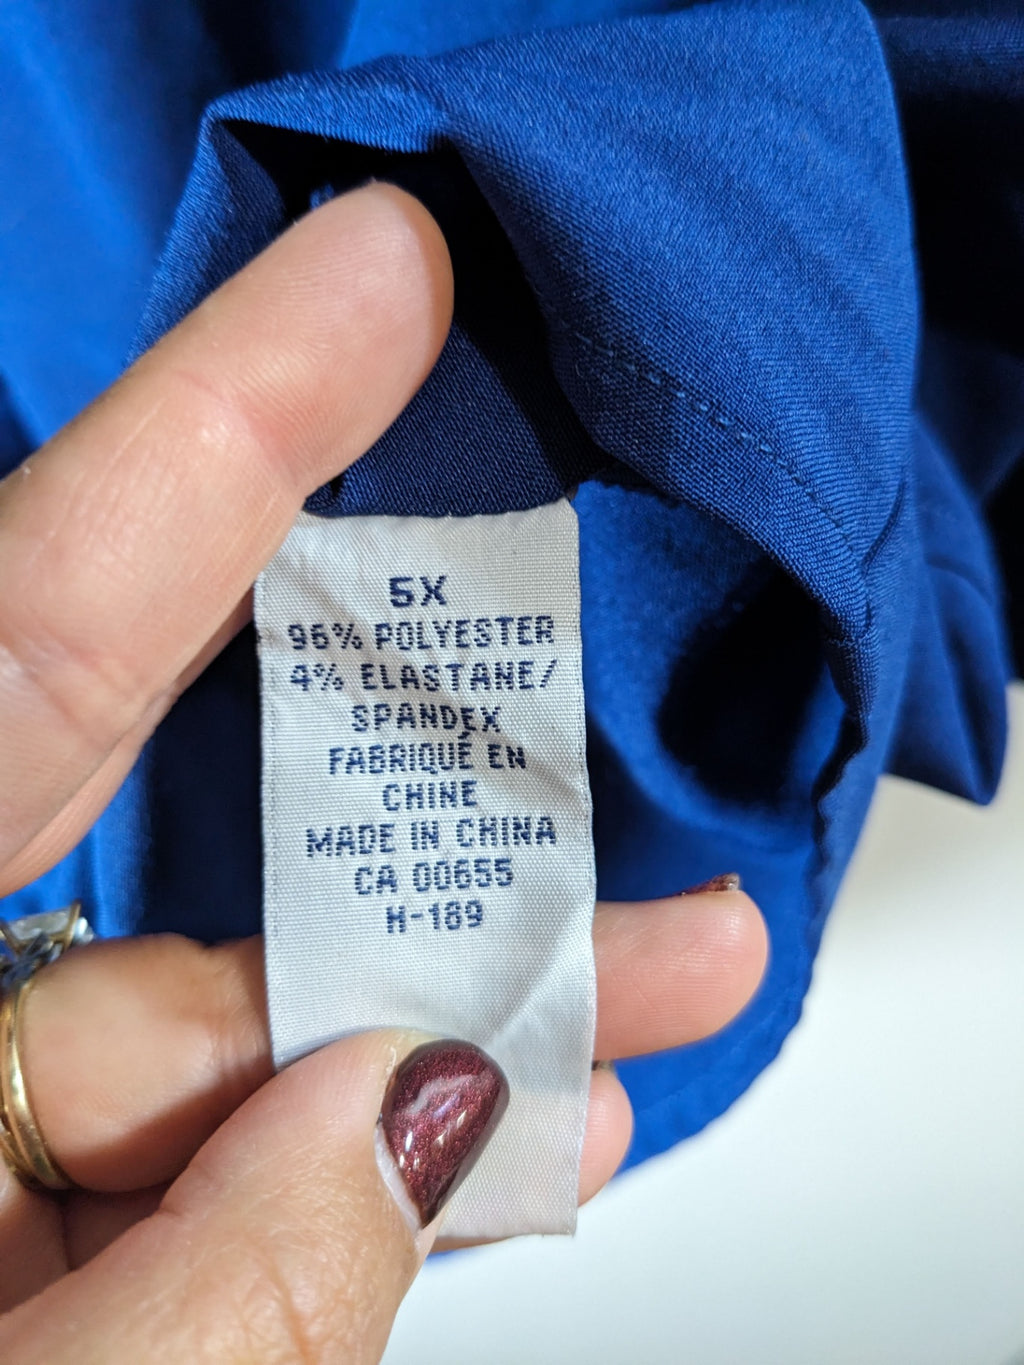 5X
96% POLYESTER
4% ELASTANE/
SPANDEX
FABRIQUÉ EN
CHINE
MADE IN CHINA
CA 00655
H-189